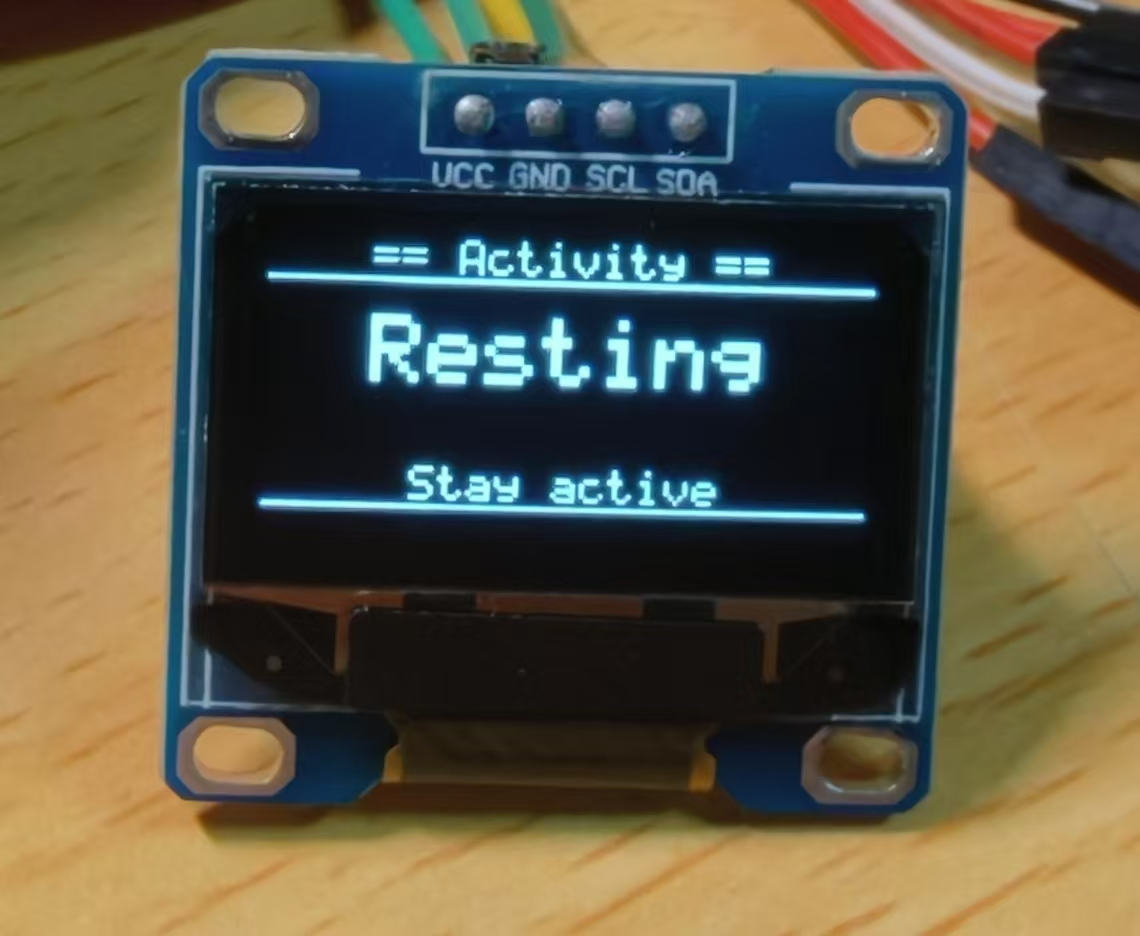 VCC GND SCL SDA
== Activity ==
Resting
Stay active